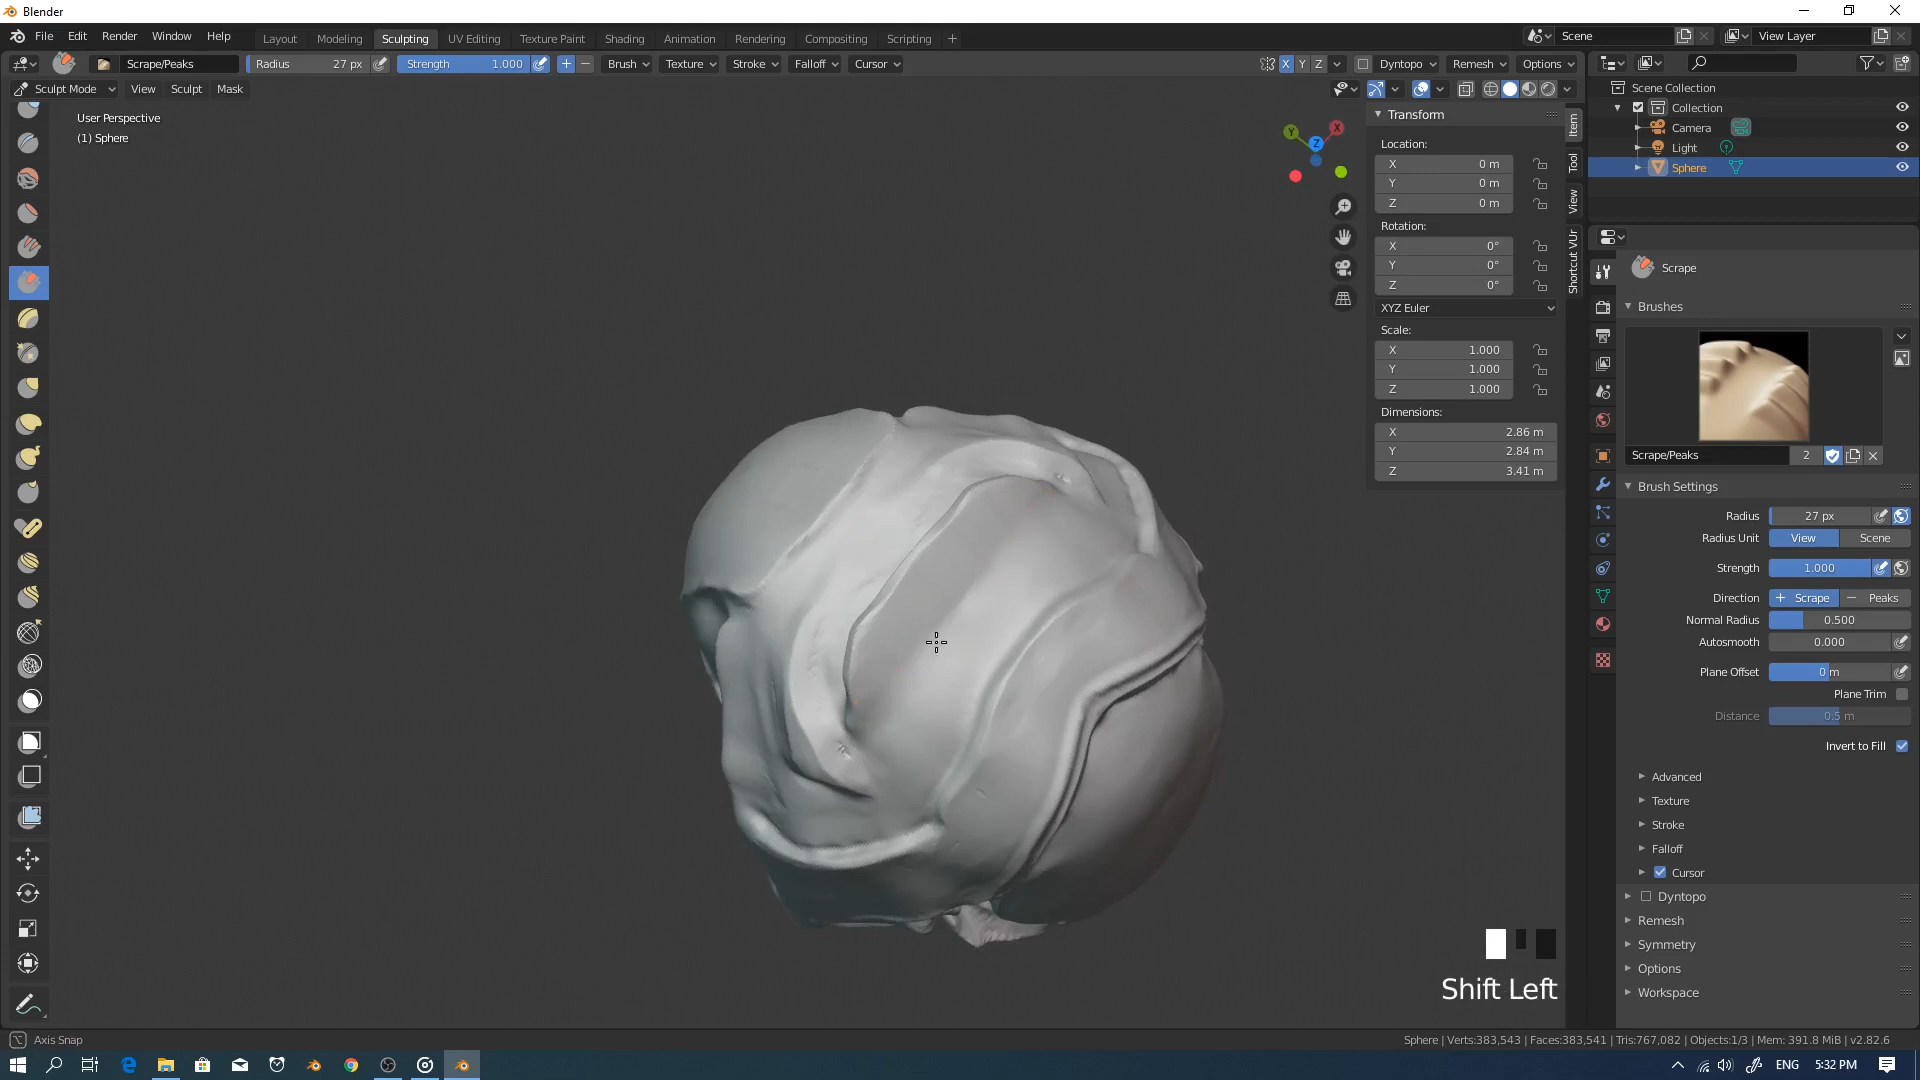 Blender
File Edit Render Window Help
Layout Modeling Sculpting UV Editing Texture Paint Shading Animation Rendering Compositing Scripting +
Scene View Layer
Scrape/Peaks Radius 27 px Strength 1.000 + − Brush Texture Stroke Falloff Cursor X Y Z Dyntopo Remesh Options
Sculpt Mode View Sculpt Mask
User Perspective
(1) Sphere
Y X Z
Transform
Location:
X 0 m
Y 0 m
Z 0 m
Rotation:
X 0°
Y 0°
Z 0°
XYZ Euler
Scale:
X 1.000
Y 1.000
Z 1.000
Dimensions:
X 2.86 m
Y 2.84 m
Z 3.41 m
Item
Tool
View
Shortcut VUr
Scene Collection
Collection
Camera
Light
Sphere
Scrape
Brushes
Scrape/Peaks 2
Brush Settings
Radius 27 px
Radius Unit View Scene
Strength 1.000
Direction + Scrape − Peaks
Normal Radius 0.500
Autosmooth 0.000
Plane Offset 0 m
Plane Trim
Distance 0.5 m
Invert to Fill
Advanced
Texture
Stroke
Falloff
Cursor
Dyntopo
Remesh
Symmetry
Options
Workspace
Shift Left
Axis Snap
Sphere | Verts:383,543 | Faces:383,541 | Tris:767,082 | Objects:1/3 | Mem: 391.8 MiB | v2.82.6
ENG 5:32 PM